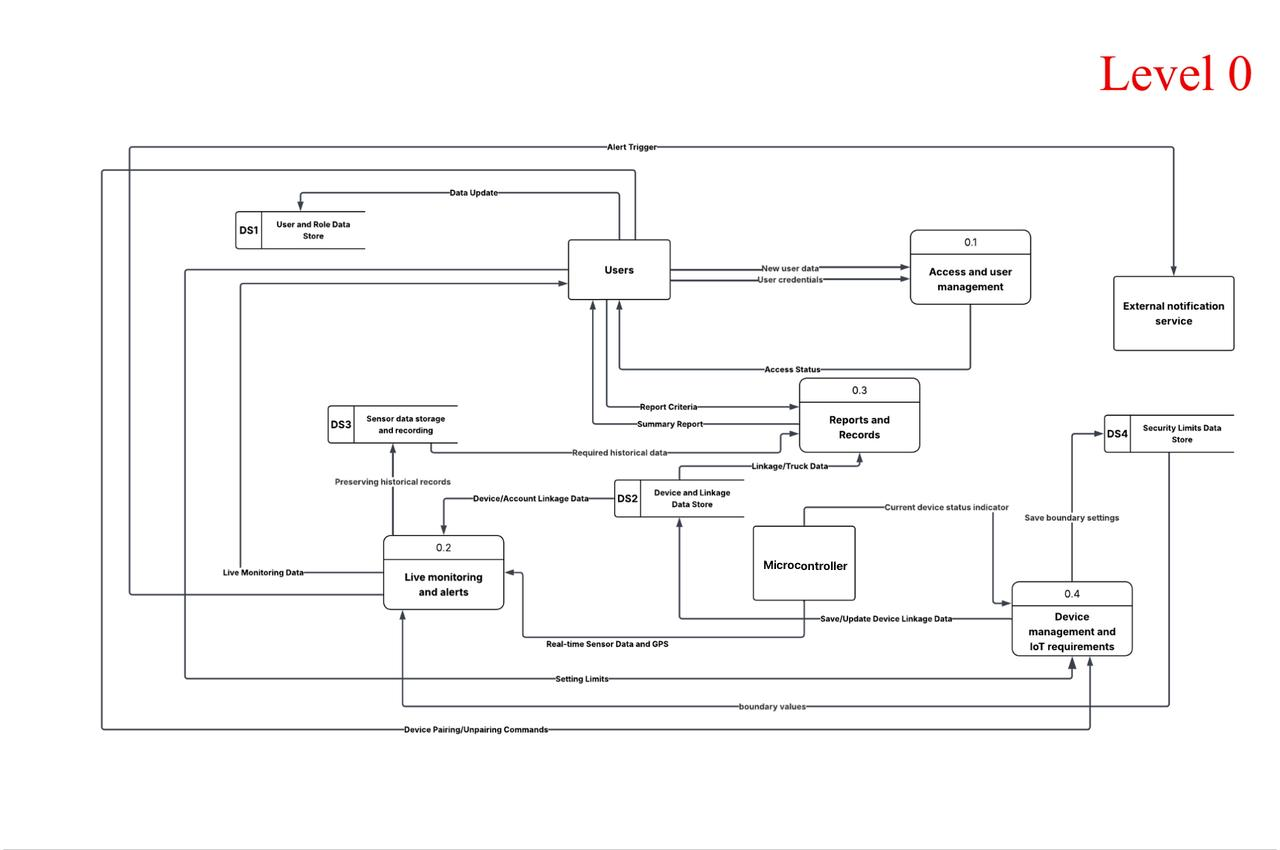 Level 0
Alert Trigger
Data Update
DS1
User and Role Data
Store
Users
New user data
User credentials
0.1
Access and user
management
External notification
service
Access Status
0.3
Reports and
Records
Report Criteria
Summary Report
DS3
Sensor data storage
and recording
Required historical data
DS4
Security Limits Data
Store
Linkage/Truck Data
Preserving historical records
Device/Account Linkage Data
DS2
Device and Linkage
Data Store
Current device status indicator
Save boundary settings
0.2
Live monitoring
and alerts
Live Monitoring Data
Microcontroller
0.4
Device
management and
IoT requirements
Save/Update Device Linkage Data
Real-time Sensor Data and GPS
Setting Limits
boundary values
Device Pairing/Unpairing Commands